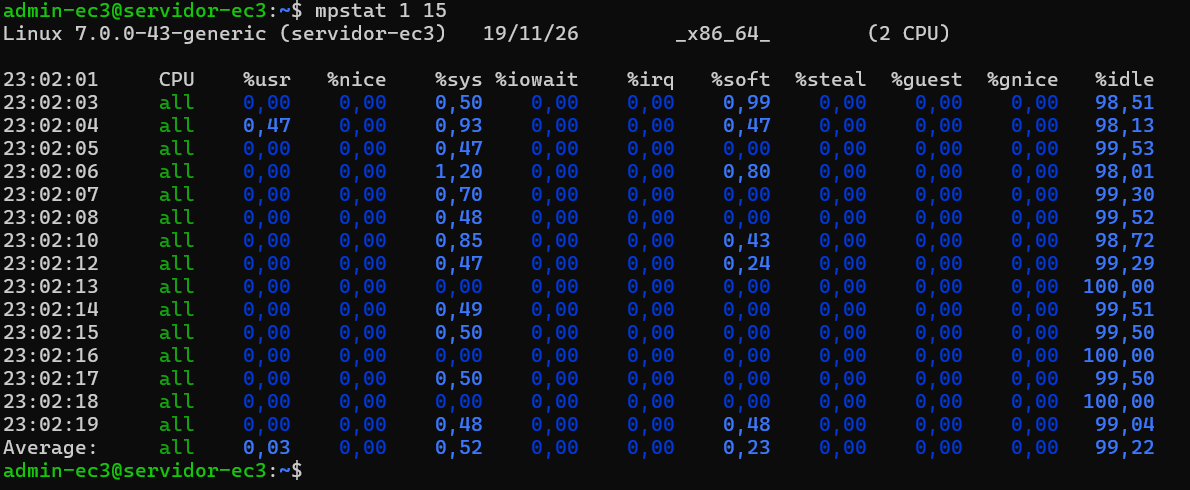 admin-ec3@servidor-ec3:~$ mpstat 1 15
Linux 7.0.0-43-generic (servidor-ec3) 19/11/26 _x86_64_ (2 CPU)
23:02:01 CPU %usr %nice %sys %iowait %irq %soft %steal %guest %gnice %idle
23:02:03 all 0,00 0,00 0,50 0,00 0,00 0,99 0,00 0,00 0,00 98,51
23:02:04 all 0,47 0,00 0,93 0,00 0,00 0,47 0,00 0,00 0,00 98,13
23:02:05 all 0,00 0,00 0,47 0,00 0,00 0,00 0,00 0,00 0,00 99,53
23:02:06 all 0,00 0,00 1,20 0,00 0,00 0,80 0,00 0,00 0,00 98,01
23:02:07 all 0,00 0,00 0,70 0,00 0,00 0,00 0,00 0,00 0,00 99,30
23:02:08 all 0,00 0,00 0,48 0,00 0,00 0,00 0,00 0,00 0,00 99,52
23:02:10 all 0,00 0,00 0,85 0,00 0,00 0,43 0,00 0,00 0,00 98,72
23:02:12 all 0,00 0,00 0,47 0,00 0,00 0,24 0,00 0,00 0,00 99,29
23:02:13 all 0,00 0,00 0,00 0,00 0,00 0,00 0,00 0,00 0,00 100,00
23:02:14 all 0,00 0,00 0,49 0,00 0,00 0,00 0,00 0,00 0,00 99,51
23:02:15 all 0,00 0,00 0,50 0,00 0,00 0,00 0,00 0,00 0,00 99,50
23:02:16 all 0,00 0,00 0,00 0,00 0,00 0,00 0,00 0,00 0,00 100,00
23:02:17 all 0,00 0,00 0,50 0,00 0,00 0,00 0,00 0,00 0,00 99,50
23:02:18 all 0,00 0,00 0,00 0,00 0,00 0,00 0,00 0,00 0,00 100,00
23:02:19 all 0,00 0,00 0,48 0,00 0,00 0,48 0,00 0,00 0,00 99,04
Average: all 0,03 0,00 0,52 0,00 0,00 0,23 0,00 0,00 0,00 99,22
admin-ec3@servidor-ec3:~$